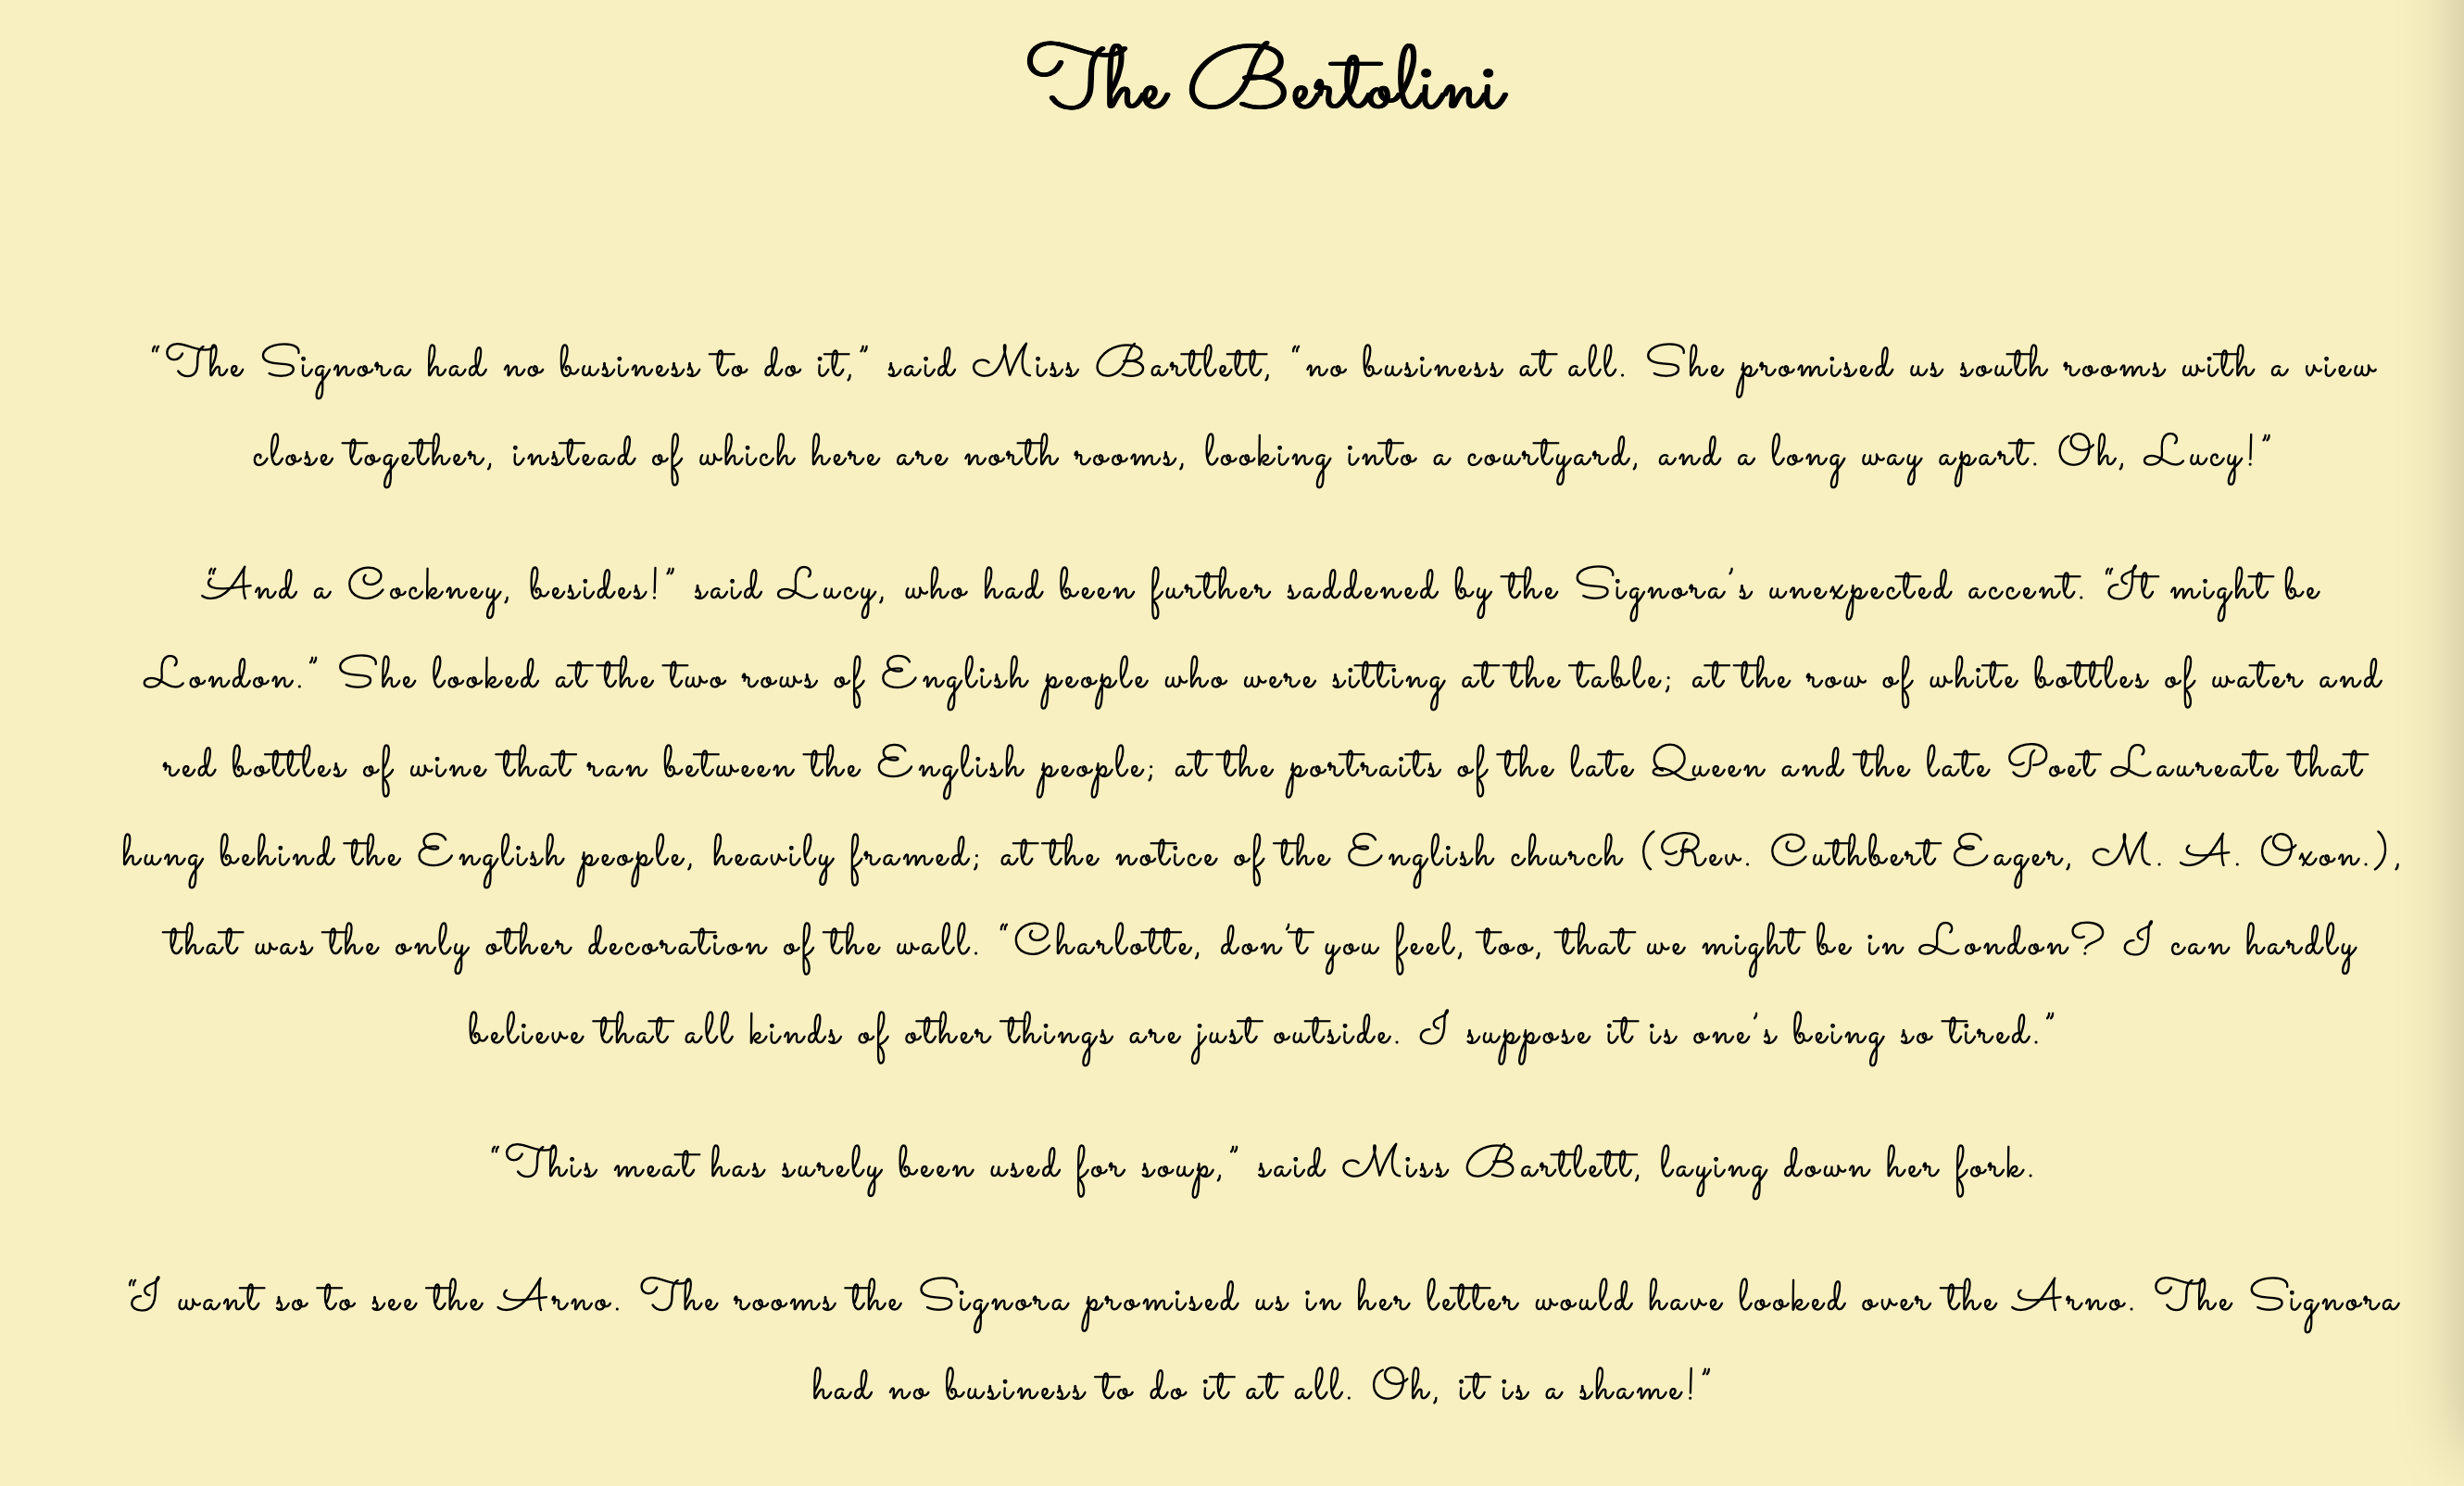 The Bertolini
“The Signora had no business to do it,” said Miss Bartlett, “no business at all. She promised us south rooms with a view
close together, instead of which here are north rooms, looking into a courtyard, and a long way apart. Oh, Lucy!”
“And a Cockney, besides!” said Lucy, who had been further saddened by the Signora’s unexpected accent. “It might be
London.” She looked at the two rows of English people who were sitting at the table; at the row of white bottles of water and
red bottles of wine that ran between the English people; at the portraits of the late Queen and the late Poet Laureate that
hung behind the English people, heavily framed; at the notice of the English church (Rev. Cuthbert Eager, M. A. Oxon.),
that was the only other decoration of the wall. “Charlotte, don’t you feel, too, that we might be in London? I can hardly
believe that all kinds of other things are just outside. I suppose it is one’s being so tired.”
“This meat has surely been used for soup,” said Miss Bartlett, laying down her fork.
“I want so to see the Arno. The rooms the Signora promised us in her letter would have looked over the Arno. The Signora
had no business to do it at all. Oh, it is a shame!”